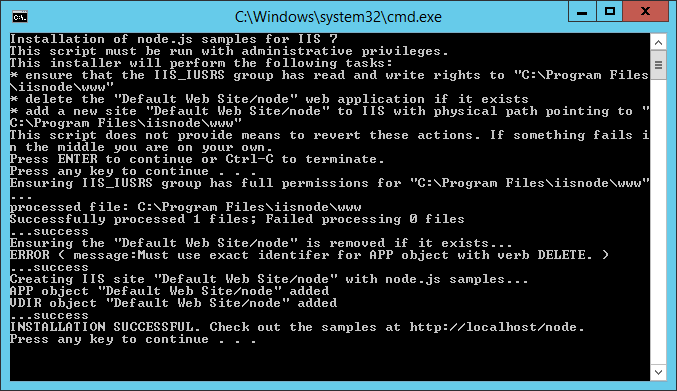 C:\Windows\system32\cmd.exe
Installation of node.js samples for IIS 7
This script must be run with administrative privileges.
This installer will perform the following tasks:
* ensure that the IIS_IUSRS group has read and write rights to "C:\Program Files
\iisnode\www"
* delete the "Default Web Site/node" web application if it exists
* add a new site "Default Web Site/node" to IIS with physical path pointing to "
C:\Program Files\iisnode\www"
This script does not provide means to revert these actions. If something fails i
n the middle you are on your own.
Press ENTER to continue or Ctrl-C to terminate.
Press any key to continue . . .
Ensuring IIS_IUSRS group has full permissions for "C:\Program Files\iisnode\www"
...
processed file: C:\Program Files\iisnode\www
Successfully processed 1 files; Failed processing 0 files
...success
Ensuring the "Default Web Site/node" is removed if it exists...
ERROR ( message:Must use exact identifer for APP object with verb DELETE. )
...success
Creating IIS site "Default Web Site/node" with node.js samples...
APP object "Default Web Site/node" added
VDIR object "Default Web Site/node" added
...success
INSTALLATION SUCCESSFUL. Check out the samples at http://localhost/node.
Press any key to continue . . .